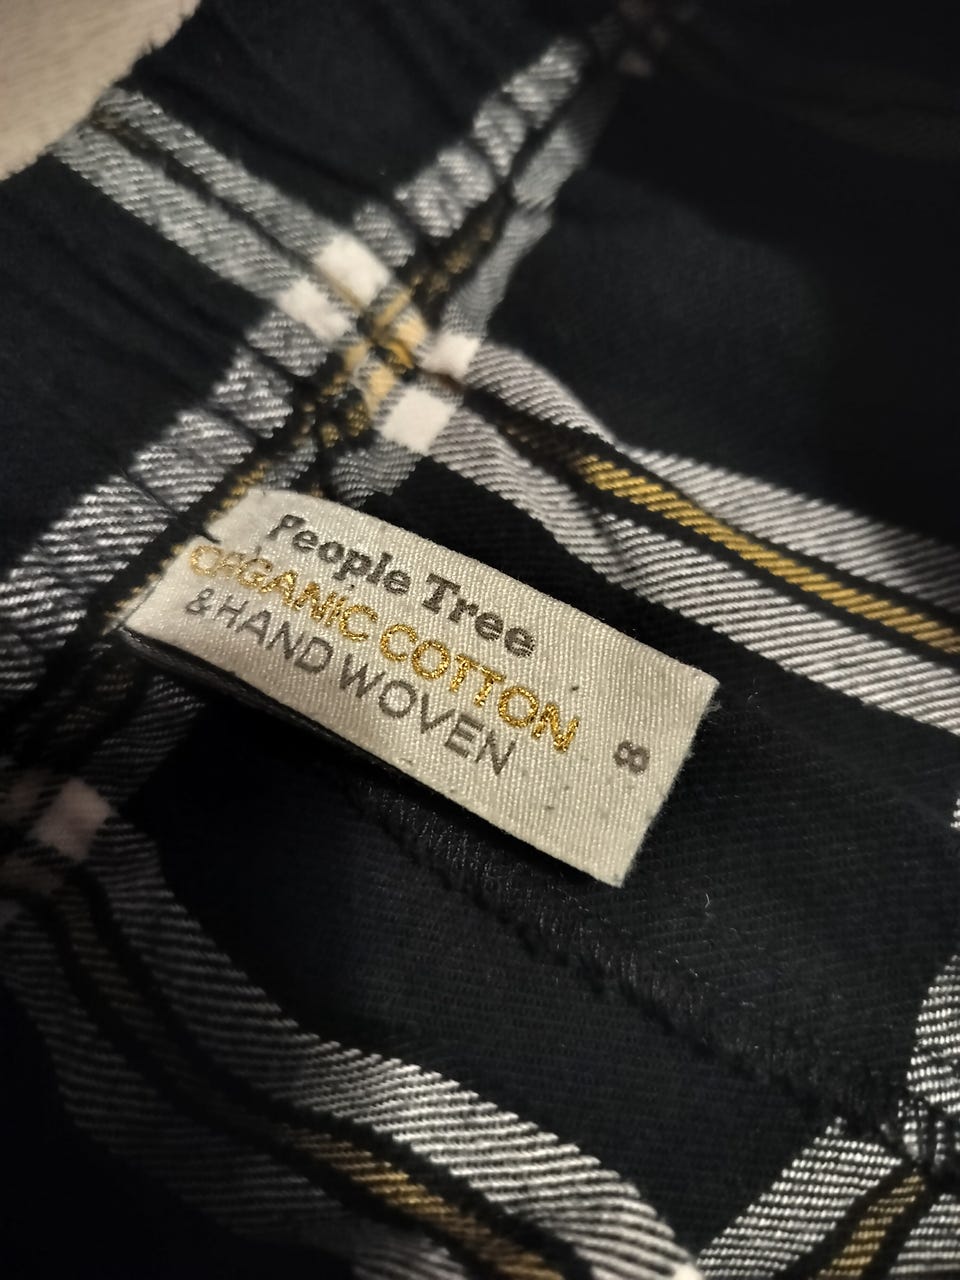 People Tree
ORGANIC COTTON
& HAND WOVEN
8